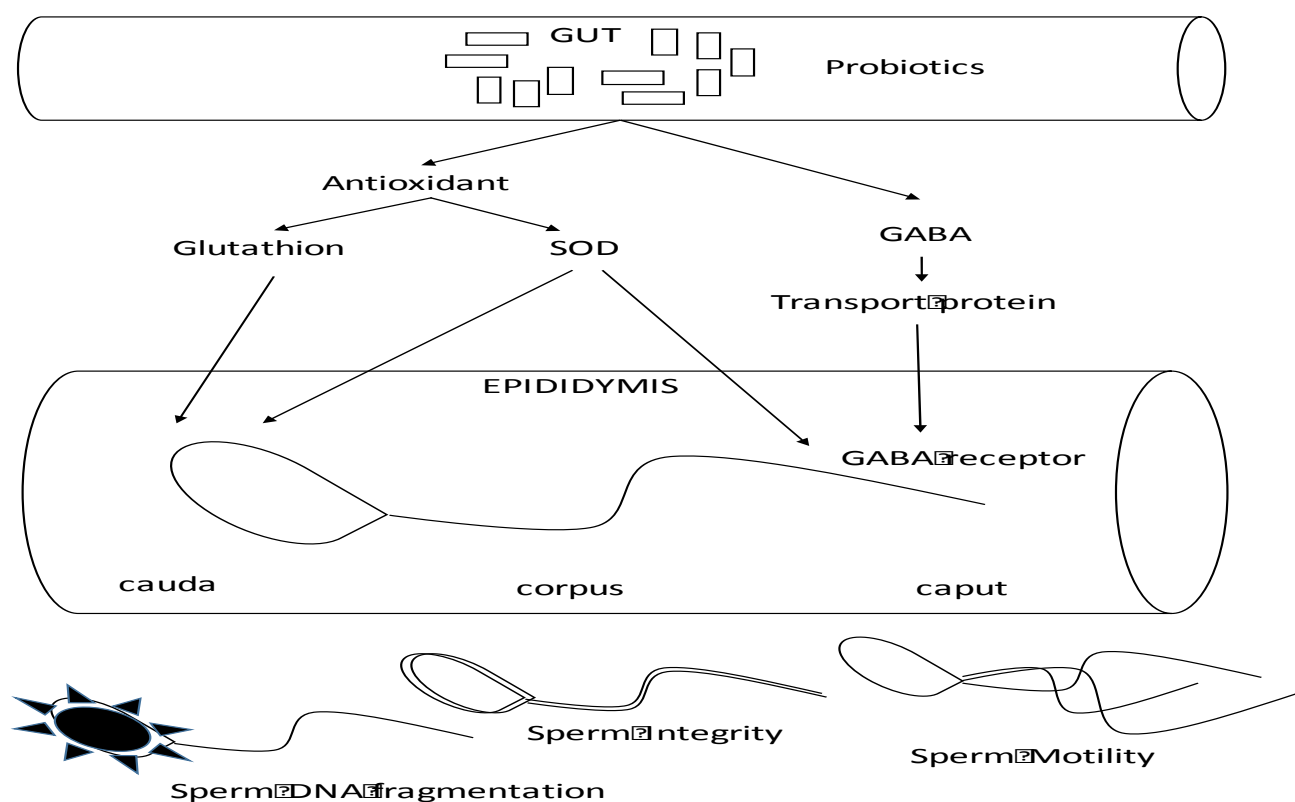 GUT
Probiotics
Antioxidant
Glutathion
SOD
GABA
Transport⍰protein
EPIDIDYMIS
GABA⍰receptor
cauda
corpus
caput
Sperm⍰Integrity
Sperm⍰Motility
Sperm⍰DNA⍰fragmentation